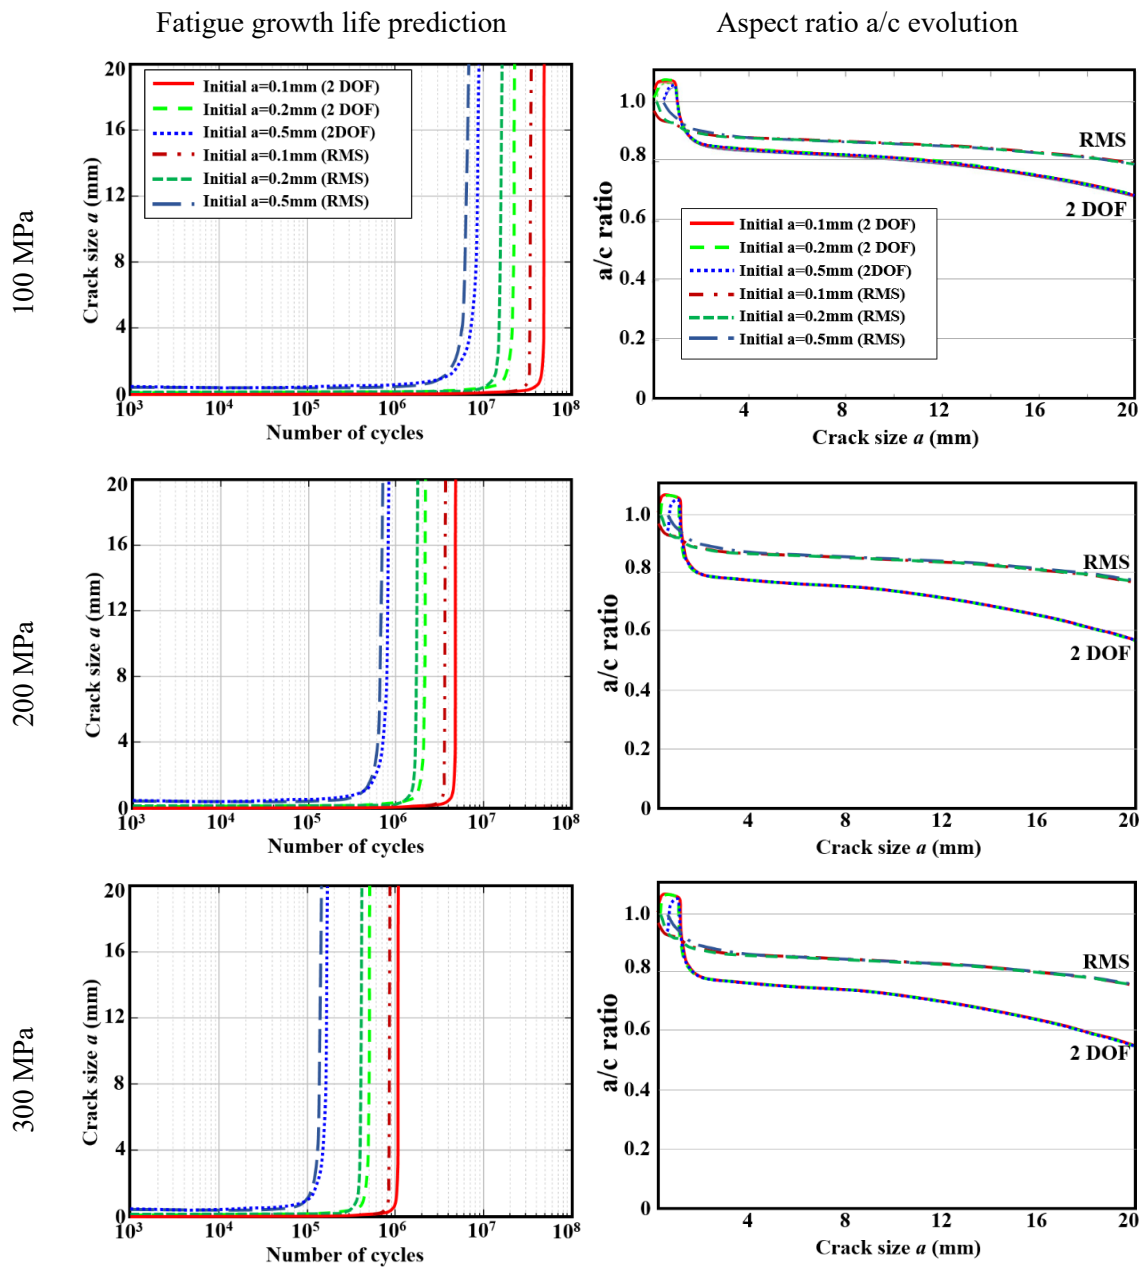 Fatigue growth life prediction
Aspect ratio a/c evolution
100 MPa
Crack size a (mm)
20
16
12
8
4
0
Initial a=0.1mm (2 DOF)
Initial a=0.2mm (2 DOF)
Initial a=0.5mm (2DOF)
Initial a=0.1mm (RMS)
Initial a=0.2mm (RMS)
Initial a=0.5mm (RMS)
10³ 10⁴ 10⁵ 10⁶ 10⁷ 10⁸
Number of cycles
a/c ratio
1.0
0.8
0.6
0.4
0.2
0
RMS
2 DOF
Initial a=0.1mm (2 DOF)
Initial a=0.2mm (2 DOF)
Initial a=0.5mm (2DOF)
Initial a=0.1mm (RMS)
Initial a=0.2mm (RMS)
Initial a=0.5mm (RMS)
4 8 12 16 20
Crack size a (mm)
200 MPa
Crack size a (mm)
20
16
12
8
4
0
10³ 10⁴ 10⁵ 10⁶ 10⁷ 10⁸
Number of cycles
a/c ratio
1.0
0.8
0.6
0.4
0.2
0
RMS
2 DOF
4 8 12 16 20
Crack size a (mm)
300 MPa
Crack size a (mm)
20
16
12
8
4
0
10³ 10⁴ 10⁵ 10⁶ 10⁷ 10⁸
Number of cycles
a/c ratio
1.0
0.8
0.6
0.4
0.2
0
RMS
2 DOF
4 8 12 16 20
Crack size a (mm)